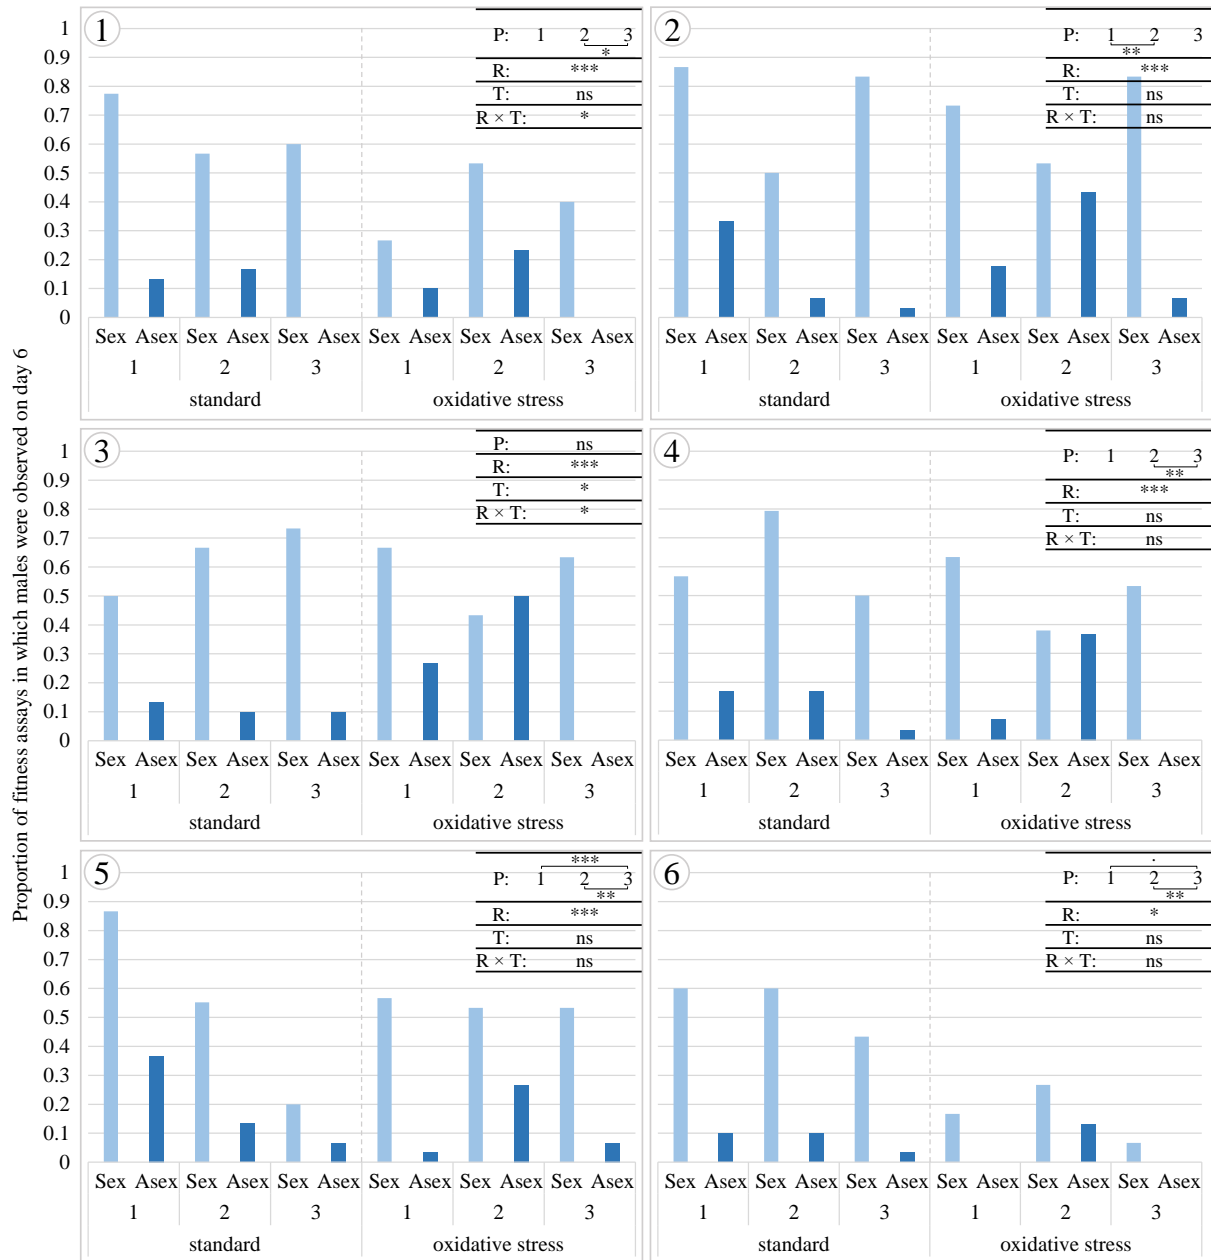 Proportion of fitness assays in which males were observed on day 6
1
P: 1 2 3
*
R: ***
T: ns
R × T: *
1
0.9
0.8
0.7
0.6
0.5
0.4
0.3
0.2
0.1
0
Sex Asex Sex Asex Sex Asex Sex Asex Sex Asex Sex Asex
1 2 3 1 2 3
standard oxidative stress
2
P: 1 2 3
**
R: ***
T: ns
R × T: ns
Sex Asex Sex Asex Sex Asex Sex Asex Sex Asex Sex Asex
1 2 3 1 2 3
standard oxidative stress
3
P: ns
R: ***
T: *
R × T: *
1
0.9
0.8
0.7
0.6
0.5
0.4
0.3
0.2
0.1
0
Sex Asex Sex Asex Sex Asex Sex Asex Sex Asex Sex Asex
1 2 3 1 2 3
standard oxidative stress
4
P: 1 2 3
**
R: ***
T: ns
R × T: ns
Sex Asex Sex Asex Sex Asex Sex Asex Sex Asex Sex Asex
1 2 3 1 2 3
standard oxidative stress
5
***
P: 1 2 3
**
R: ***
T: ns
R × T: ns
1
0.9
0.8
0.7
0.6
0.5
0.4
0.3
0.2
0.1
0
Sex Asex Sex Asex Sex Asex Sex Asex Sex Asex Sex Asex
1 2 3 1 2 3
standard oxidative stress
6
.
P: 1 2 3
**
R: *
T: ns
R × T: ns
Sex Asex Sex Asex Sex Asex Sex Asex Sex Asex Sex Asex
1 2 3 1 2 3
standard oxidative stress